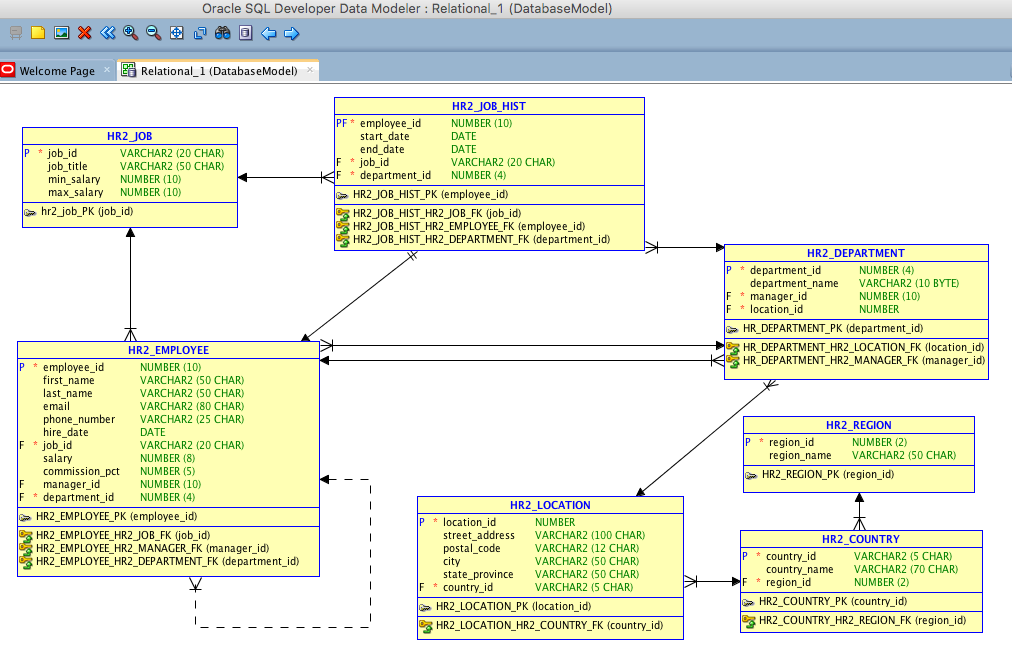 Oracle SQL Developer Data Modeler : Relational_1 (DatabaseModel)
Welcome Page
Relational_1 (DatabaseModel)
HR2_JOB
P * job_id VARCHAR2 (20 CHAR)
job_title VARCHAR2 (50 CHAR)
min_salary NUMBER (10)
max_salary NUMBER (10)
hr2_job_PK (job_id)
HR2_JOB_HIST
PF * employee_id NUMBER (10)
start_date DATE
end_date DATE
F * job_id VARCHAR2 (20 CHAR)
F * department_id NUMBER (4)
HR2_JOB_HIST_PK (employee_id)
HR2_JOB_HIST_HR2_JOB_FK (job_id)
HR2_JOB_HIST_HR2_EMPLOYEE_FK (employee_id)
HR2_JOB_HIST_HR2_DEPARTMENT_FK (department_id)
HR2_DEPARTMENT
P * department_id NUMBER (4)
department_name VARCHAR2 (10 BYTE)
F * manager_id NUMBER (10)
F * location_id NUMBER
HR_DEPARTMENT_PK (department_id)
HR_DEPARTMENT_HR2_LOCATION_FK (location_id)
HR_DEPARTMENT_HR2_MANAGER_FK (manager_id)
HR2_EMPLOYEE
P * employee_id NUMBER (10)
first_name VARCHAR2 (50 CHAR)
last_name VARCHAR2 (50 CHAR)
email VARCHAR2 (80 CHAR)
phone_number VARCHAR2 (25 CHAR)
hire_date DATE
F * job_id VARCHAR2 (20 CHAR)
salary NUMBER (8)
commission_pct NUMBER (5)
F manager_id NUMBER (10)
F * department_id NUMBER (4)
HR2_EMPLOYEE_PK (employee_id)
HR2_EMPLOYEE_HR2_JOB_FK (job_id)
HR2_EMPLOYEE_HR2_MANAGER_FK (manager_id)
HR2_EMPLOYEE_HR2_DEPARTMENT_FK (department_id)
HR2_REGION
P * region_id NUMBER (2)
region_name VARCHAR2 (50 CHAR)
HR2_REGION_PK (region_id)
HR2_LOCATION
P * location_id NUMBER
street_address VARCHAR2 (100 CHAR)
postal_code VARCHAR2 (12 CHAR)
city VARCHAR2 (50 CHAR)
state_province VARCHAR2 (50 CHAR)
F * country_id VARCHAR2 (5 CHAR)
HR2_LOCATION_PK (location_id)
HR2_LOCATION_HR2_COUNTRY_FK (country_id)
HR2_COUNTRY
P * country_id VARCHAR2 (5 CHAR)
country_name VARCHAR2 (70 CHAR)
F * region_id NUMBER (2)
HR2_COUNTRY_PK (country_id)
HR2_COUNTRY_HR2_REGION_FK (region_id)